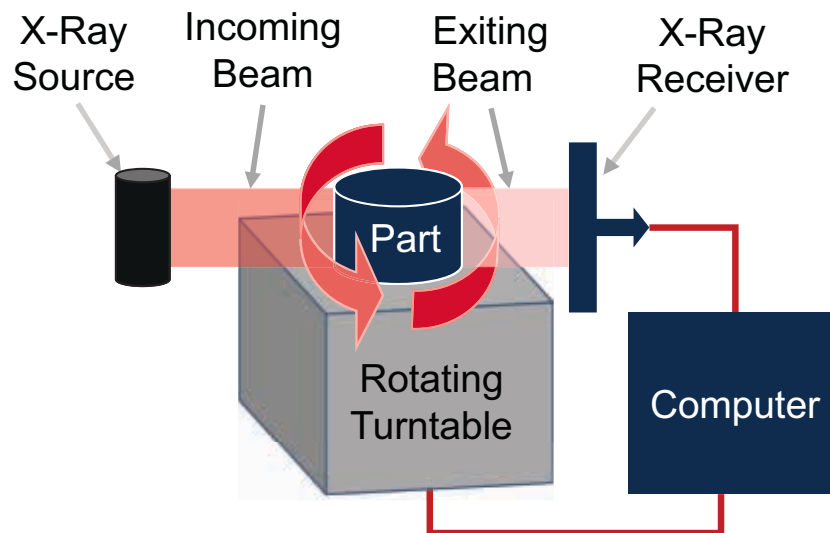 X-Ray
Source
Incoming
Beam
Exiting
Beam
X-Ray
Receiver
Part
Rotating
Turntable
Computer